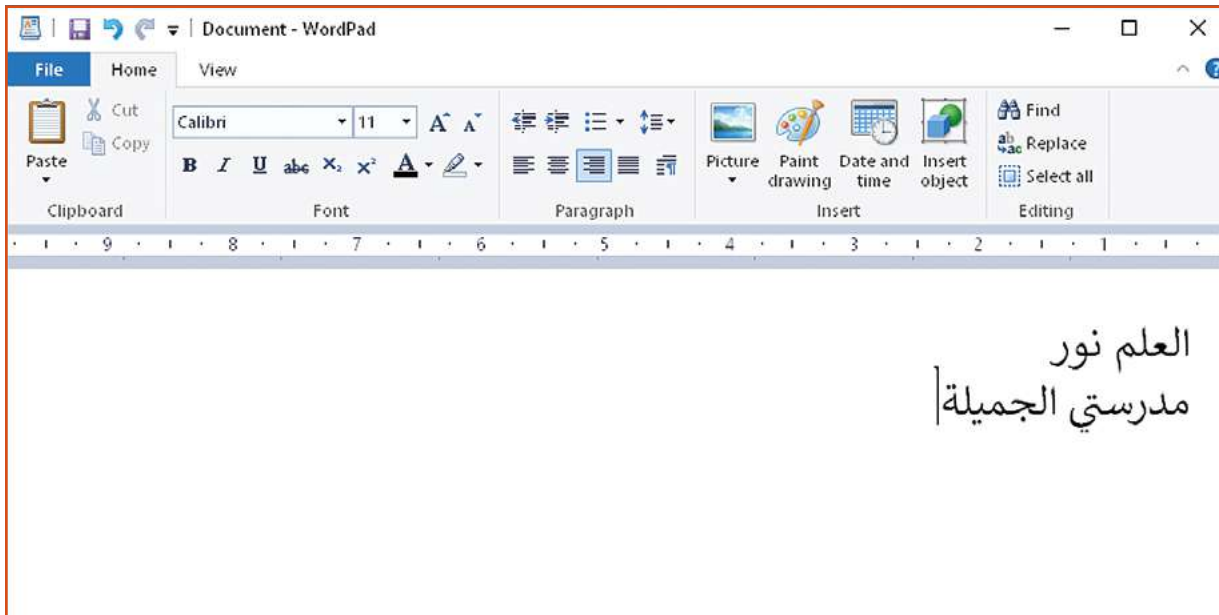 Document - WordPad
File Home View
Cut
Copy
Paste
Clipboard
Calibri 11 A A
B I U abc X₂ X² A
Font
Paragraph
Picture Paint drawing Date and time Insert object
Insert
Find
Replace
Select all
Editing
9 8 7 6 5 4 3 2 1
العلم نور
مدرستي الجميلة